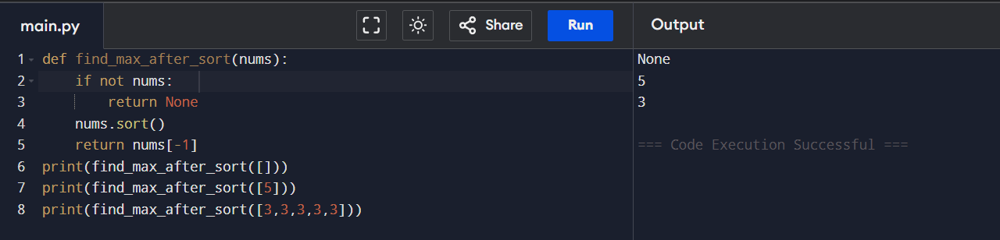 main.py
Share
Run
Output
1 def find_max_after_sort(nums):
2     if not nums:
3         return None
4     nums.sort()
5     return nums[-1]
6 print(find_max_after_sort([]))
7 print(find_max_after_sort([5]))
8 print(find_max_after_sort([3,3,3,3,3]))
None
5
3
=== Code Execution Successful ===